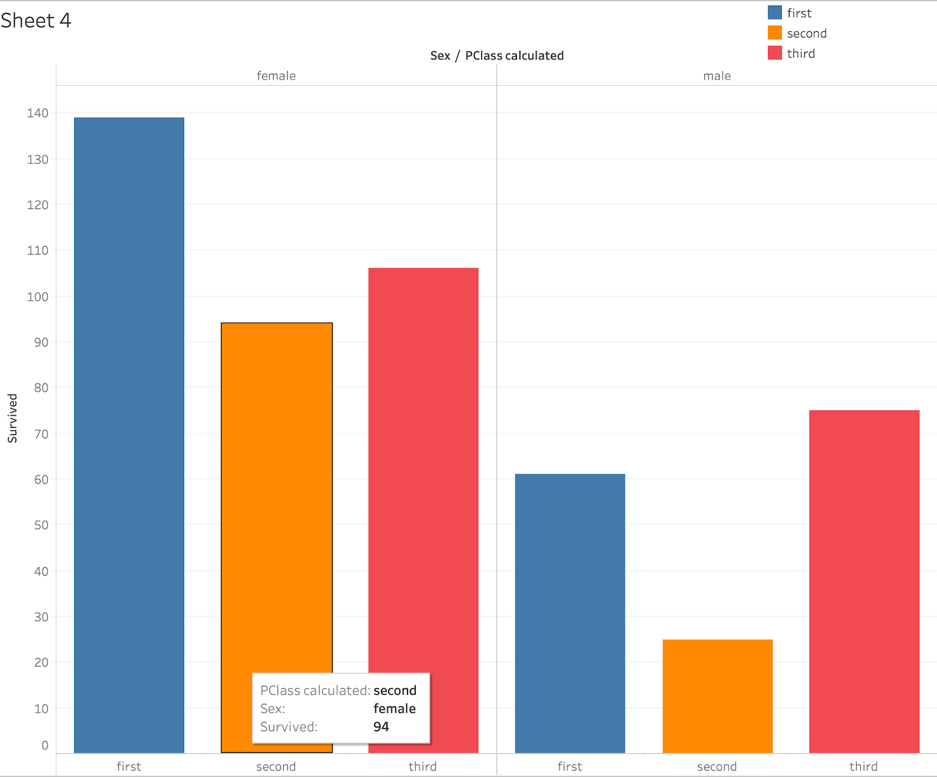 Sheet 4
first
second
third
Sex / PClass calculated
female
male
140
130
120
110
100
90
80
70
60
50
40
30
20
10
0
Survived
PClass calculated: second
Sex: female
Survived: 94
first
second
third
first
second
third